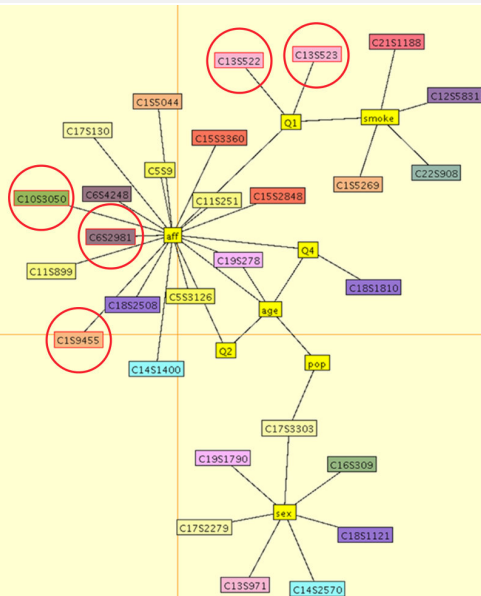 C21S1188
C13S522
C13S523
C12S5831
C1S5044
Q1
smoke
C17S130
C15S3360
C5S9
C22S908
C1S5269
C6S4248
C10S3050
C11S251
C15S2848
C6S2981
aff
Q4
C19S278
C11S899
C18S1810
C5S3126
C18S2508
age
C1S9455
Q2
pop
C14S1400
C17S3303
C19S1790
C16S309
sex
C17S2279
C18S1121
C13S971
C14S2570